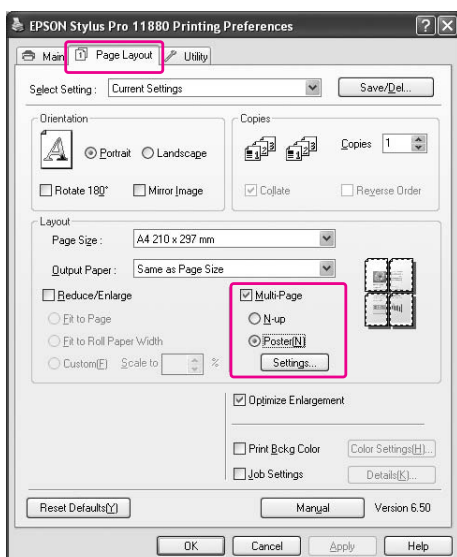 EPSON Stylus Pro 11880 Printing Preferences
Main Page Layout Utility
Select Setting : Current Settings Save/Del...
Orientation
A Portrait Landscape
Rotate 180° Mirror Image
Copies
Copies 1
Collate Reverse Order
Layout
Page Size : A4 210 x 297 mm
Output Paper : Same as Page Size
Reduce/Enlarge
Fit to Page
Fit to Roll Paper Width
Custom(F) Scale to %
Multi-Page
N-up
Poster(N)
Settings...
Optimize Enlargement
Print Bckg Color Color Settings(H)...
Job Settings Details(K)...
Reset Defaults(Y) Manual Version 6.50
OK Cancel Apply Help